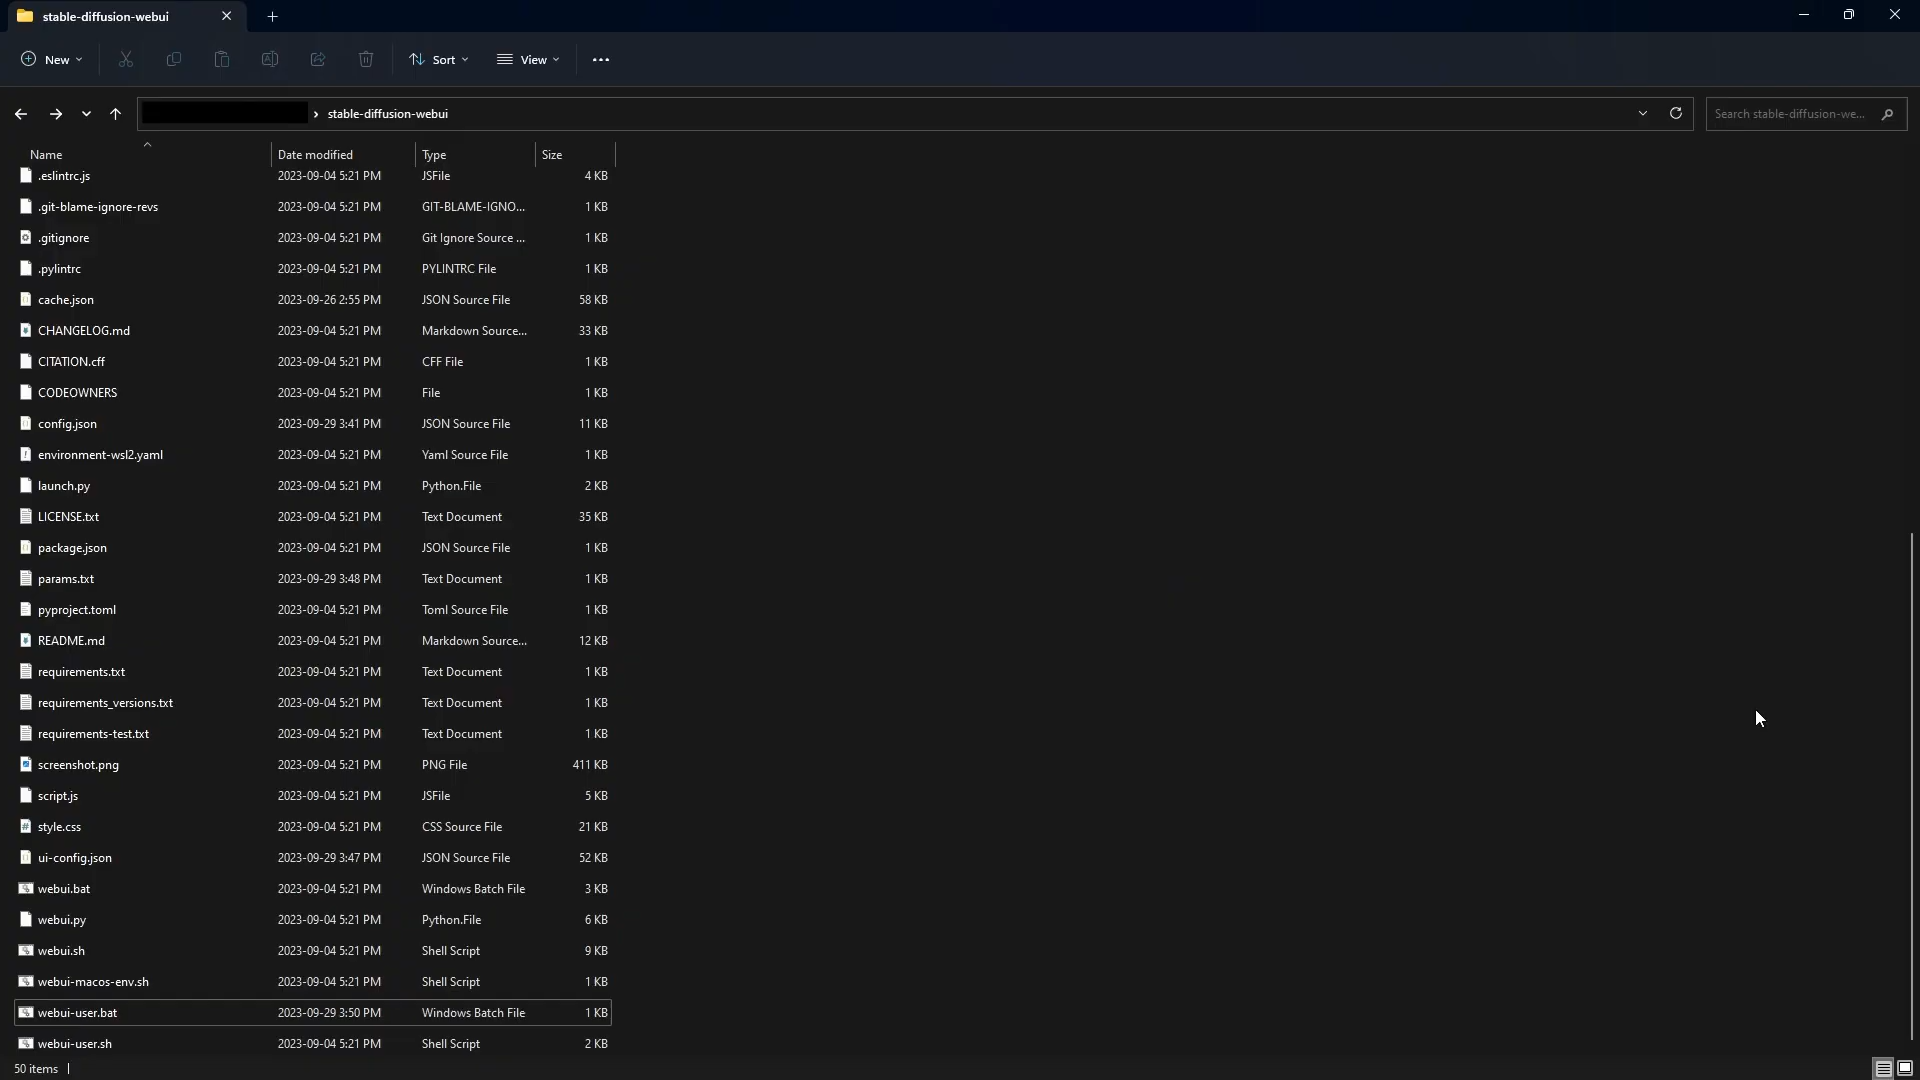 stable-diffusion-webui
New Sort View
> stable-diffusion-webui Search stable-diffusion-we...
Name Date modified Type Size
.eslintrc.js 2023-09-04 5:21 PM JSFile 4 KB
.git-blame-ignore-revs 2023-09-04 5:21 PM GIT-BLAME-IGNO... 1 KB
.gitignore 2023-09-04 5:21 PM Git Ignore Source ... 1 KB
.pylintrc 2023-09-04 5:21 PM PYLINTRC File 1 KB
cache.json 2023-09-26 2:55 PM JSON Source File 58 KB
CHANGELOG.md 2023-09-04 5:21 PM Markdown Source... 33 KB
CITATION.cff 2023-09-04 5:21 PM CFF File 1 KB
CODEOWNERS 2023-09-04 5:21 PM File 1 KB
config.json 2023-09-29 3:41 PM JSON Source File 11 KB
environment-wsl2.yaml 2023-09-04 5:21 PM Yaml Source File 1 KB
launch.py 2023-09-04 5:21 PM Python.File 2 KB
LICENSE.txt 2023-09-04 5:21 PM Text Document 35 KB
package.json 2023-09-04 5:21 PM JSON Source File 1 KB
params.txt 2023-09-29 3:48 PM Text Document 1 KB
pyproject.toml 2023-09-04 5:21 PM Toml Source File 1 KB
README.md 2023-09-04 5:21 PM Markdown Source... 12 KB
requirements.txt 2023-09-04 5:21 PM Text Document 1 KB
requirements_versions.txt 2023-09-04 5:21 PM Text Document 1 KB
requirements-test.txt 2023-09-04 5:21 PM Text Document 1 KB
screenshot.png 2023-09-04 5:21 PM PNG File 411 KB
script.js 2023-09-04 5:21 PM JSFile 5 KB
style.css 2023-09-04 5:21 PM CSS Source File 21 KB
ui-config.json 2023-09-29 3:47 PM JSON Source File 52 KB
webui.bat 2023-09-04 5:21 PM Windows Batch File 3 KB
webui.py 2023-09-04 5:21 PM Python.File 6 KB
webui.sh 2023-09-04 5:21 PM Shell Script 9 KB
webui-macos-env.sh 2023-09-04 5:21 PM Shell Script 1 KB
webui-user.bat 2023-09-29 3:50 PM Windows Batch File 1 KB
webui-user.sh 2023-09-04 5:21 PM Shell Script 2 KB
50 items